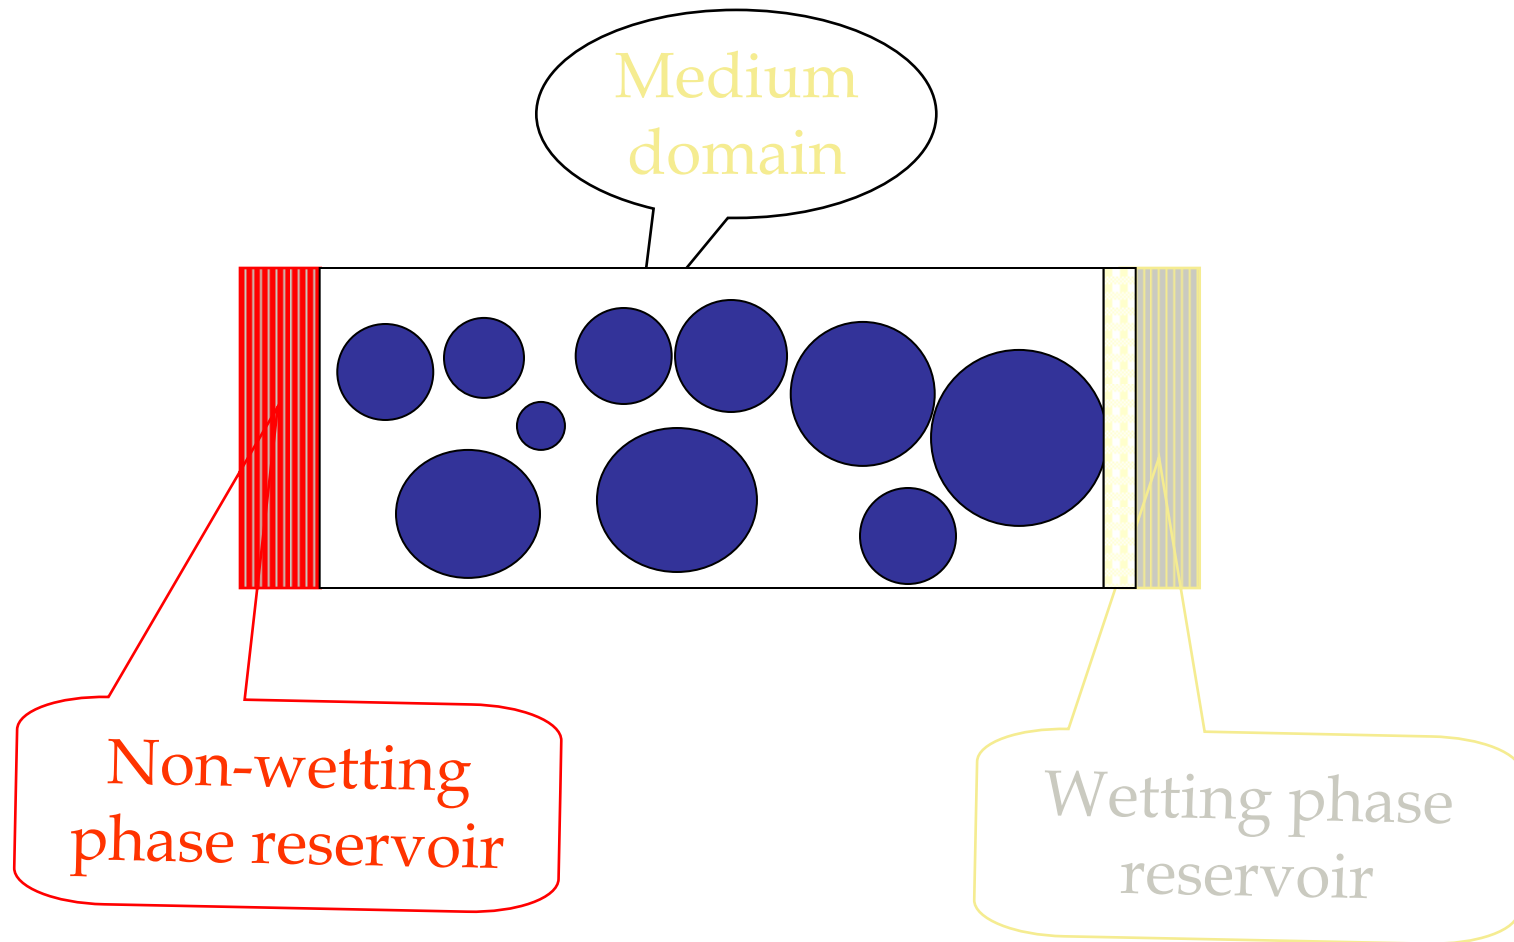 Medium
domain
Non-wetting
phase reservoir
Wetting phase
reservoir